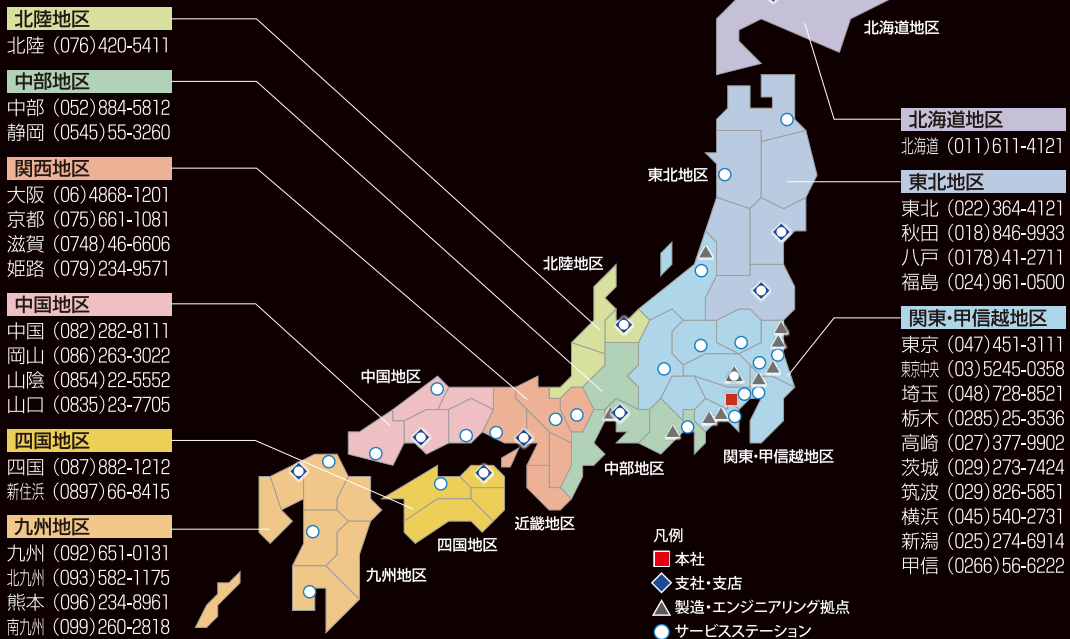 北陸地区
北陸 (076)420-5411
中部地区
中部 (052)884-5812
静岡 (0545)55-3260
関西地区
大阪 (06)4868-1201
京都 (075)661-1081
滋賀 (0748)46-6606
姫路 (079)234-9571
中国地区
中国 (082)282-8111
岡山 (086)263-3022
山陰 (0854)22-5552
山口 (0835)23-7705
四国地区
四国 (087)882-1212
新住浜 (0897)66-8415
九州地区
九州 (092)651-0131
北九州 (093)582-1175
熊本 (096)234-8961
南九州 (099)260-2818
北海道地区
東北地区
北陸地区
中国地区
中部地区
関東・甲信越地区
近畿地区
四国地区
九州地区
北海道地区
北海道 (011)611-4121
東北地区
東北 (022)364-4121
秋田 (018)846-9933
八戸 (0178)41-2711
福島 (024)961-0500
関東・甲信越地区
東京 (047)451-3111
東京中央 (03)5245-0358
埼玉 (048)728-8521
栃木 (0285)25-3536
高崎 (027)377-9902
茨城 (029)273-7424
筑波 (029)826-5851
横浜 (045)540-2731
新潟 (025)274-6914
甲信 (0266)56-6222
凡例
本社
支社・支店
製造・エンジニアリング拠点
サービスステーション